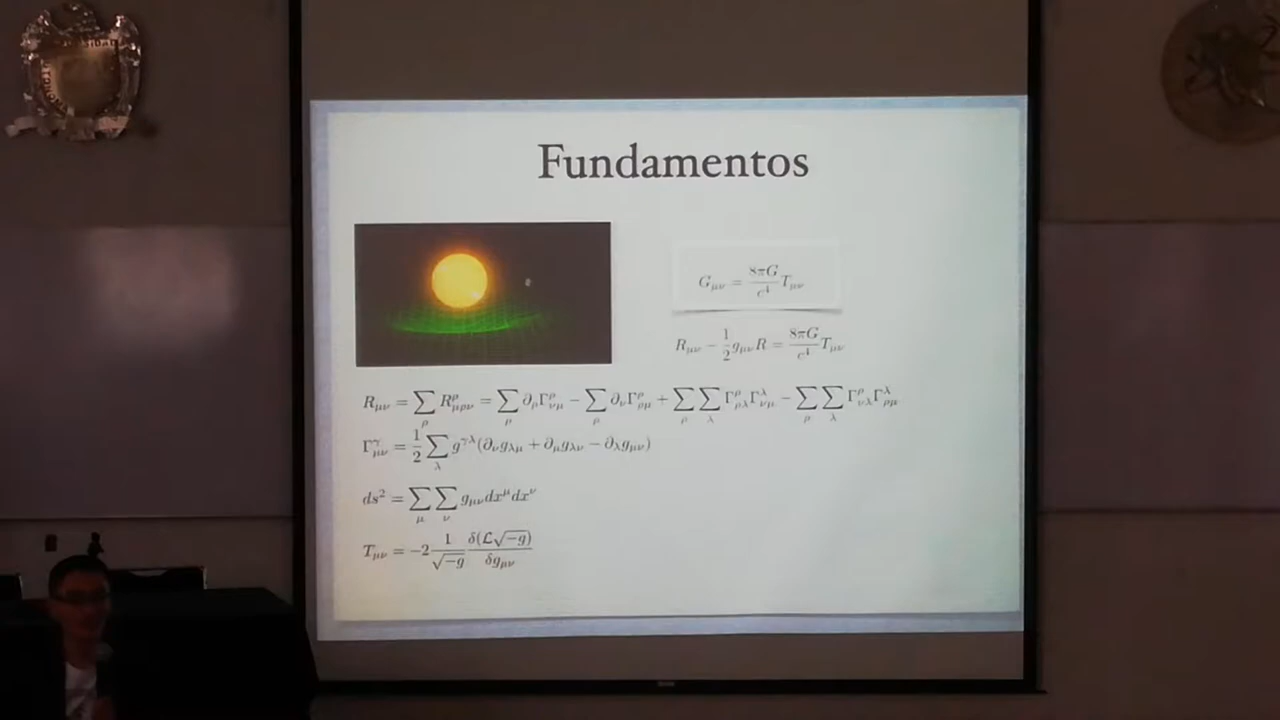 Fundamentos
G_{μν} = \frac{8πG}{c^4} T_{μν}
R_{μν} − \frac{1}{2} g_{μν} R = \frac{8πG}{c^4} T_{μν}
R_{μν} = \sum_ρ R^ρ_{μρν} = \sum_ρ ∂_ρ Γ^ρ_{νμ} − \sum_ρ ∂_ν Γ^ρ_{ρμ} + \sum_ρ \sum_λ Γ^ρ_{ρλ} Γ^λ_{νμ} − \sum_ρ \sum_λ Γ^ρ_{νλ} Γ^λ_{ρμ}
Γ^γ_{μν} = \frac{1}{2} \sum_λ g^{γλ} (∂_ν g_{λμ} + ∂_μ g_{λν} − ∂_λ g_{μν})
ds^2 = \sum_μ \sum_ν g_{μν} dx^μ dx^ν
T_{μν} = −2 \frac{1}{\sqrt{−g}} \frac{δ(ℒ\sqrt{−g})}{δg_{μν}}